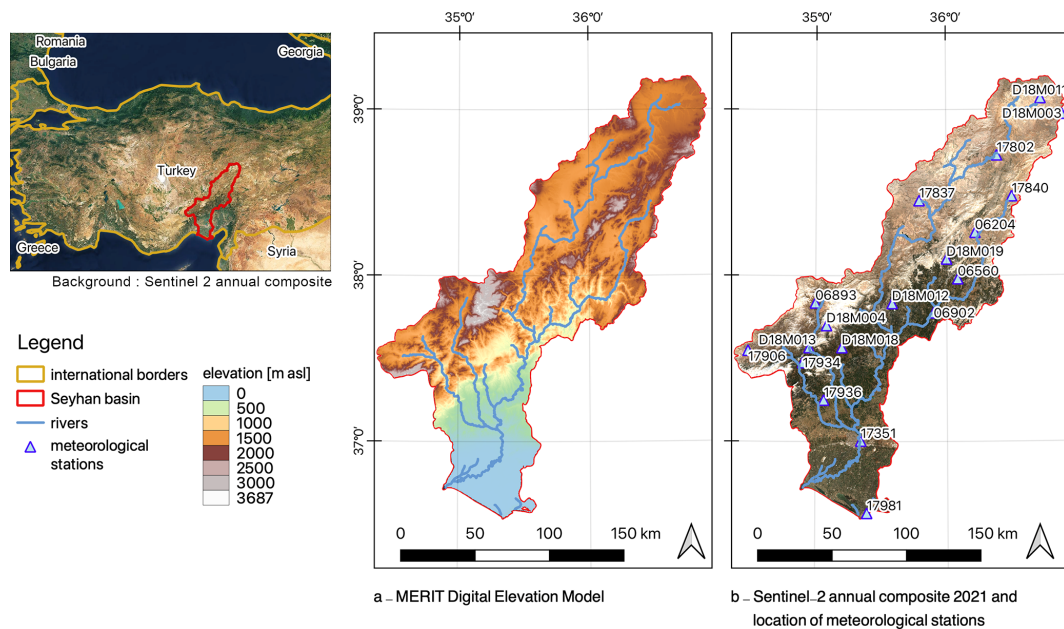 Romania
Bulgaria
Georgia
Turkey
Greece
Syria
Background : Sentinel 2 annual composite
Legend
international borders
Seyhan basin
rivers
meteorological
stations
elevation [m asl]
0
500
1000
1500
2000
2500
3000
3687
35°0' 36°0'
39°0'
38°0'
37°0'
0 50 100 150 km
a – MERIT Digital Elevation Model
35°0' 36°0'
D18M011
D18M003
17802
17837
17840
06204
D18M019
06560
06893
D18M012
D18M004
06902
D18M013
D18M018
17906
17934
17936
17351
17981
0 50 100 150 km
b – Sentinel–2 annual composite 2021 and
location of meteorological stations